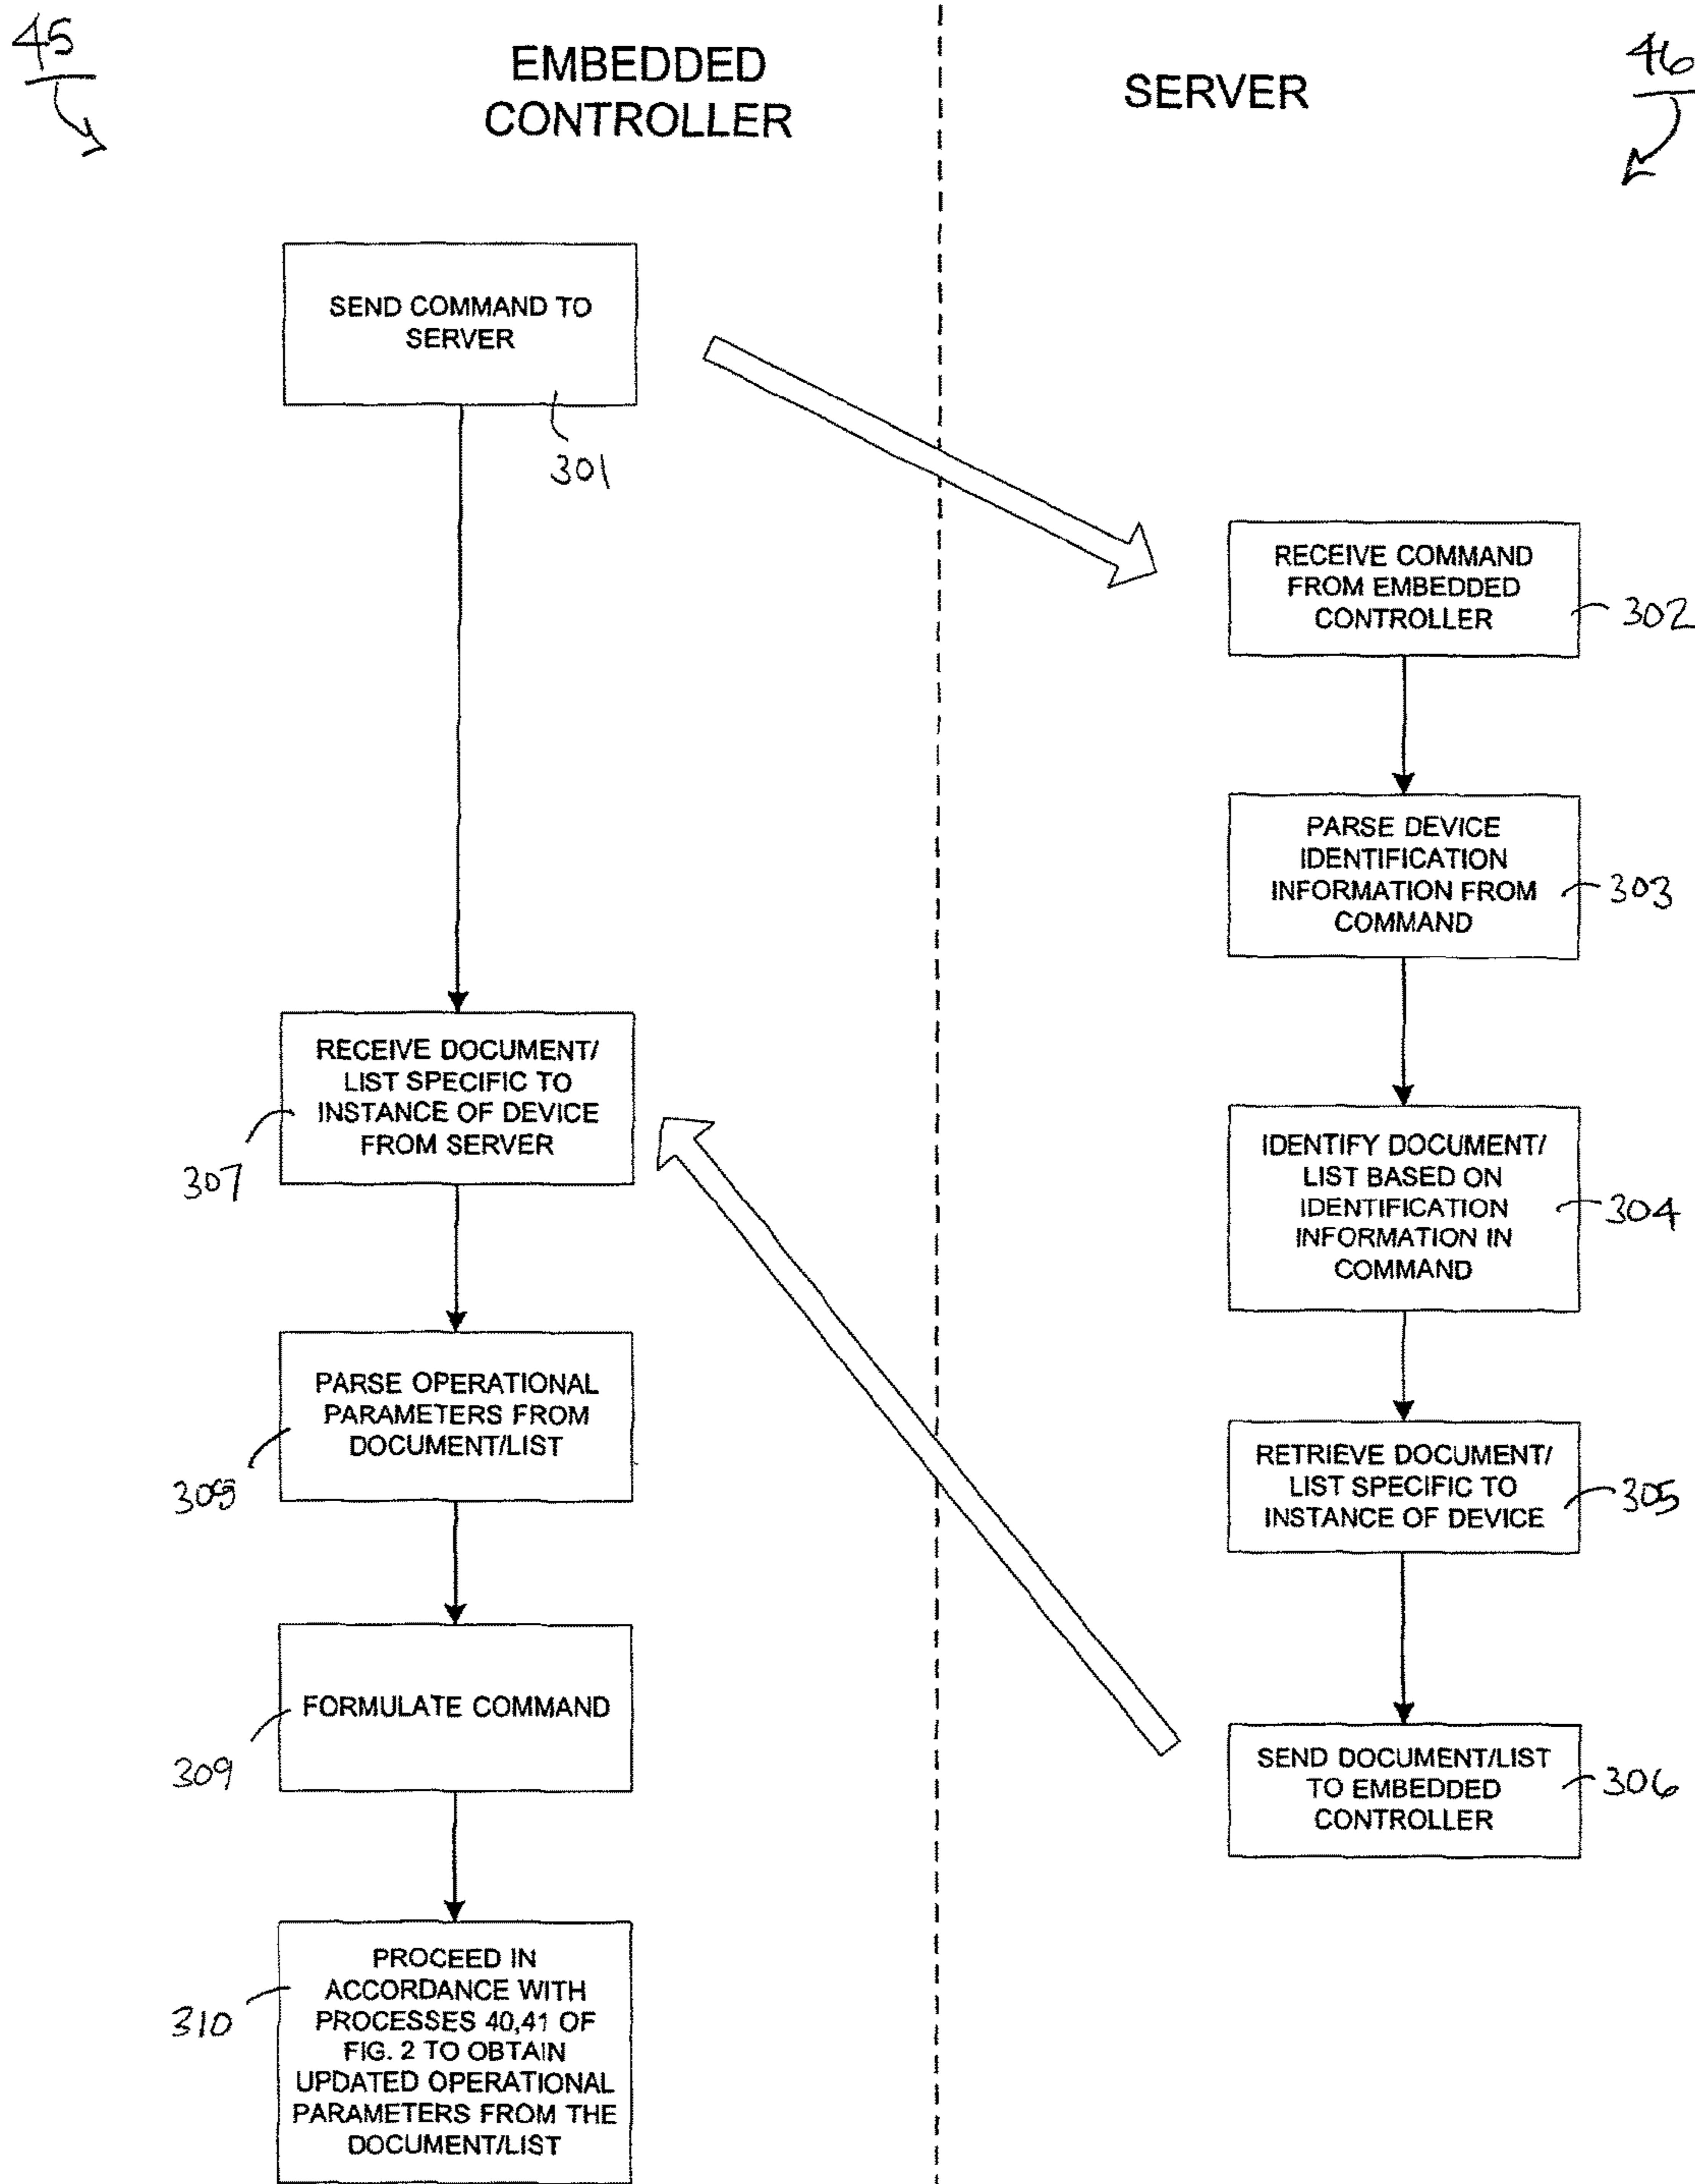 45
EMBEDDED
CONTROLLER
SERVER
46
SEND COMMAND TO
SERVER
301
RECEIVE COMMAND
FROM EMBEDDED
CONTROLLER
302
PARSE DEVICE
IDENTIFICATION
INFORMATION FROM
COMMAND
303
IDENTIFY DOCUMENT/
LIST BASED ON
IDENTIFICATION
INFORMATION IN
COMMAND
304
RETRIEVE DOCUMENT/
LIST SPECIFIC TO
INSTANCE OF DEVICE
305
SEND DOCUMENT/LIST
TO EMBEDDED
CONTROLLER
306
RECEIVE DOCUMENT/
LIST SPECIFIC TO
INSTANCE OF DEVICE
FROM SERVER
307
PARSE OPERATIONAL
PARAMETERS FROM
DOCUMENT/LIST
308
FORMULATE COMMAND
309
PROCEED IN
ACCORDANCE WITH
PROCESSES 40,41 OF
FIG. 2 TO OBTAIN
UPDATED OPERATIONAL
PARAMETERS FROM THE
DOCUMENT/LIST
310